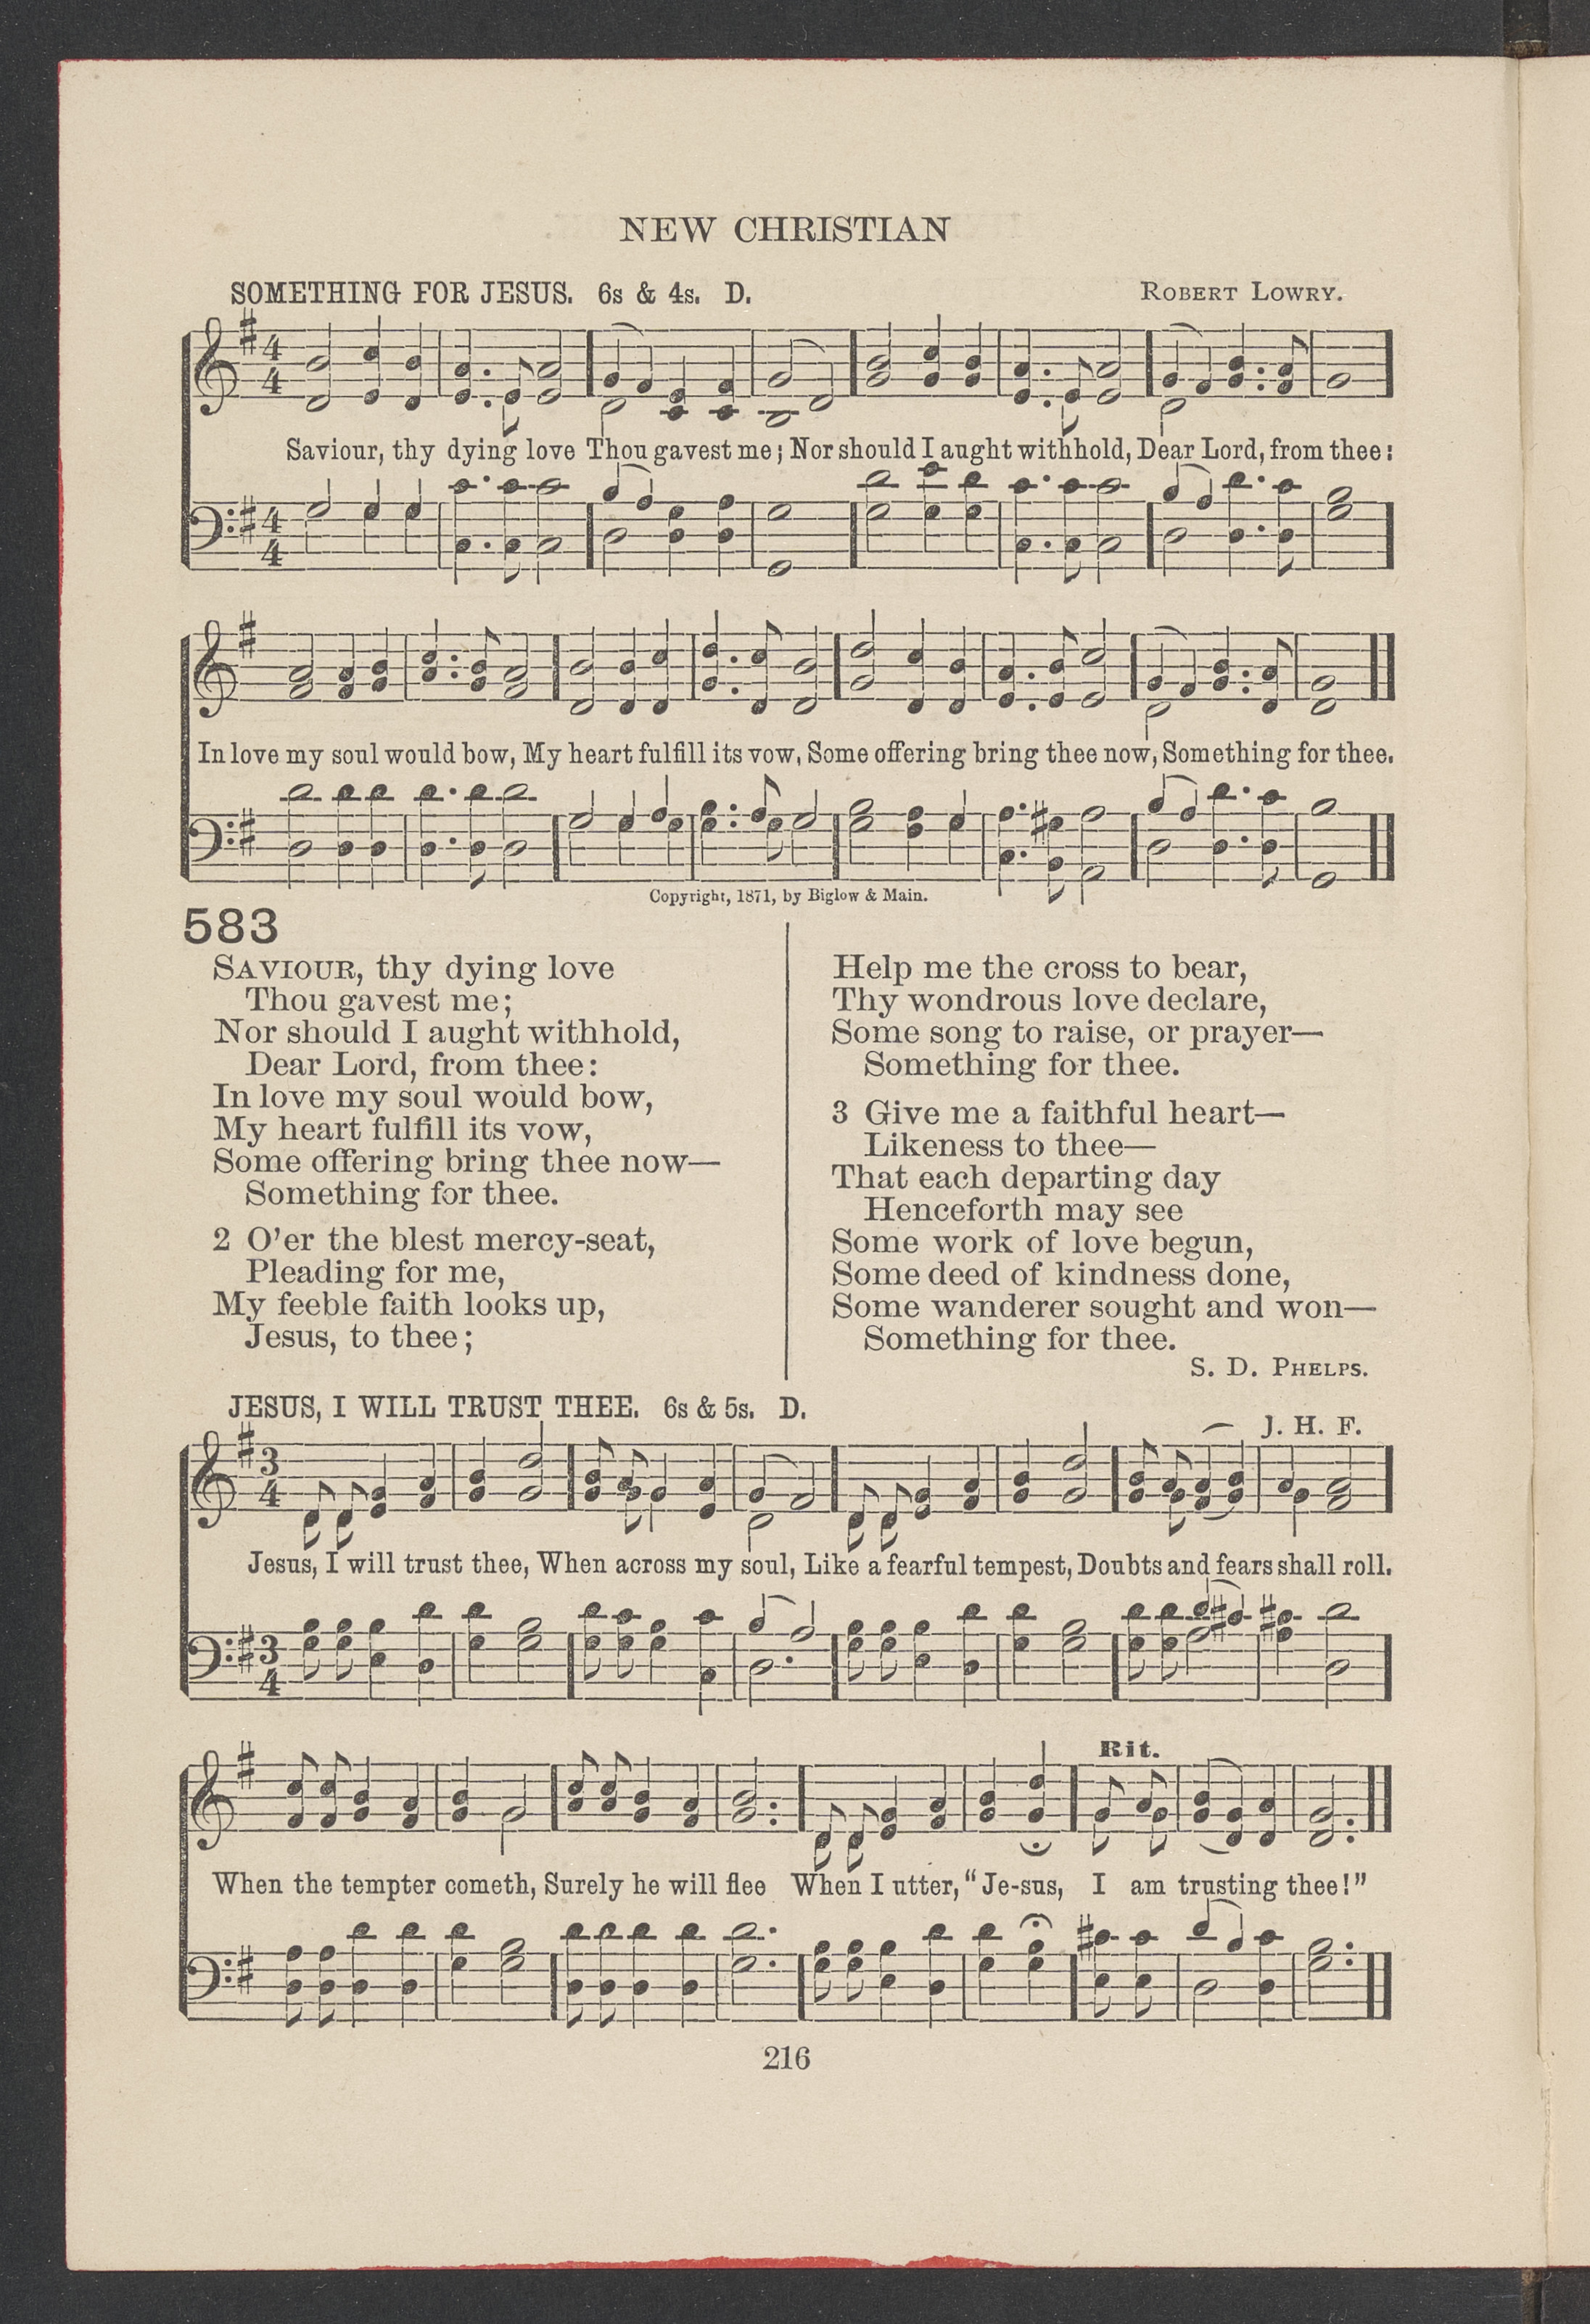 NEW CHRISTIAN
SOMETHING FOR JESUS. 6s & 4s. D.
ROBERT LOWRY.
Saviour, thy dying love Thou gavest me; Nor should I aught withhold, Dear Lord, from thee:
In love my soul would bow, My heart fulfill its vow, Some offering bring thee now, Something for thee.
Copyright, 1871, by Biglow & Main.
583
SAVIOUR, thy dying love
Thou gavest me;
Nor should I aught withhold,
Dear Lord, from thee:
In love my soul would bow,
My heart fulfill its vow,
Some offering bring thee now—
Something for thee.
2 O'er the blest mercy-seat,
Pleading for me,
My feeble faith looks up,
Jesus, to thee;
Help me the cross to bear,
Thy wondrous love declare,
Some song to raise, or prayer—
Something for thee.
3 Give me a faithful heart—
Likeness to thee—
That each departing day
Henceforth may see
Some work of love begun,
Some deed of kindness done,
Some wanderer sought and won—
Something for thee.
S. D. PHELPS.
JESUS, I WILL TRUST THEE. 6s & 5s. D.
J. H. F.
Jesus, I will trust thee, When across my soul, Like a fearful tempest, Doubts and fears shall roll.
Rit.
When the tempter cometh, Surely he will flee When I utter, "Je-sus, I am trusting thee!"
216